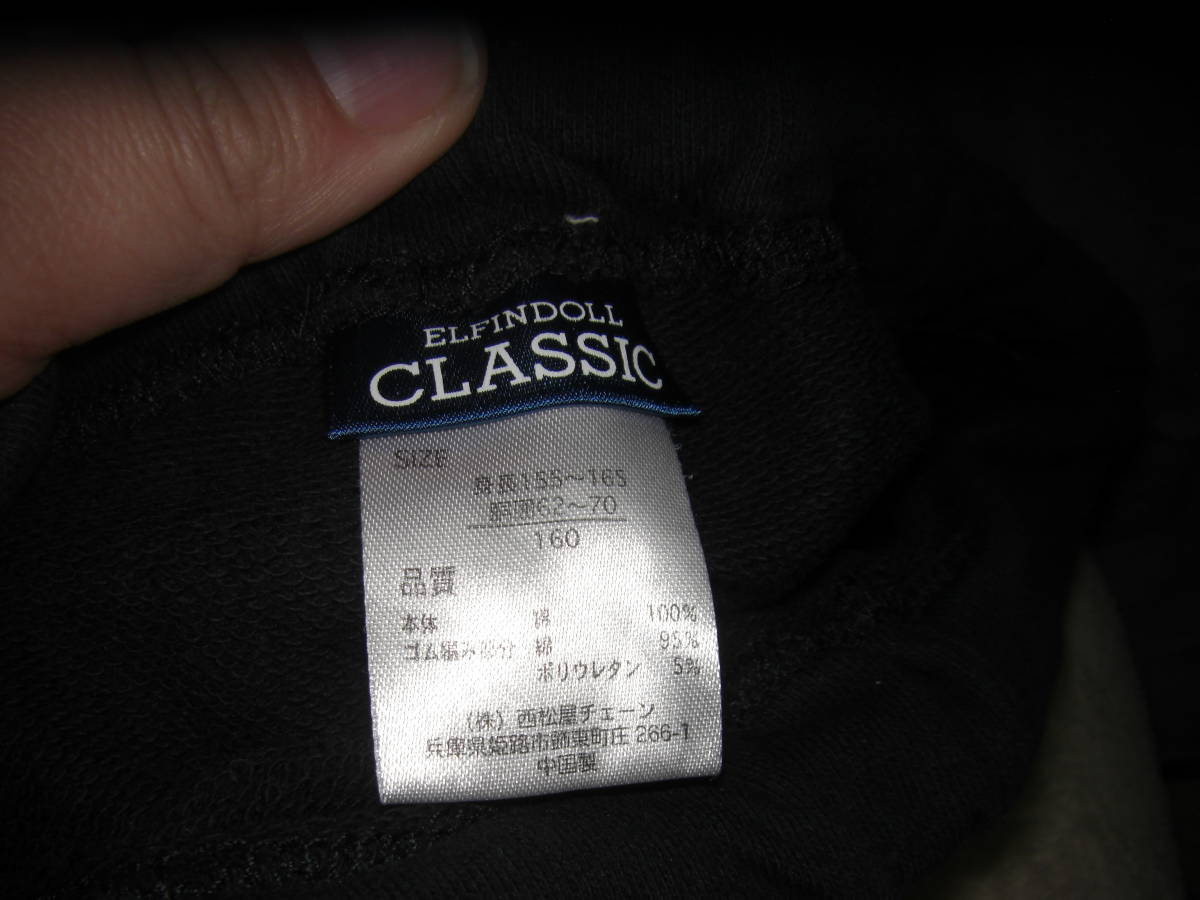 ELFINDOLL
CLASSIC
SIZE
身長155～165
胴囲62～70
160
品質
本体 綿 100%
ゴム編み部分 綿 95%
ポリウレタン 5%
(株) 西松屋チェーン
兵庫県姫路市飾東町庄 266-1
中国製